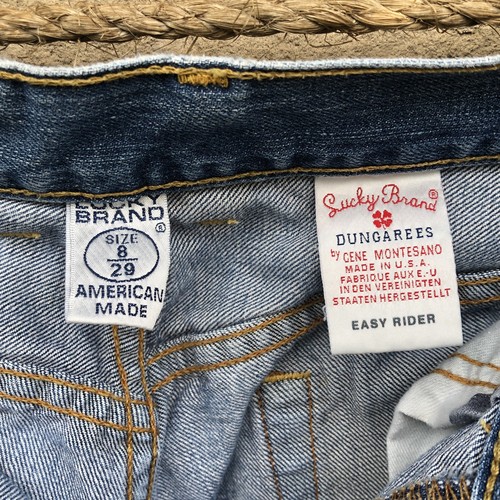 LUCKY
BRAND
®
SIZE
8
29
AMERICAN
MADE
Lucky Brand®
DUNGAREES
by GENE MONTESANO
MADE IN U.S.A.
FABRIQUE AUX E.-U
IN DEN VEREINIGTEN
STAATEN HERGESTELLT
EASY RIDER